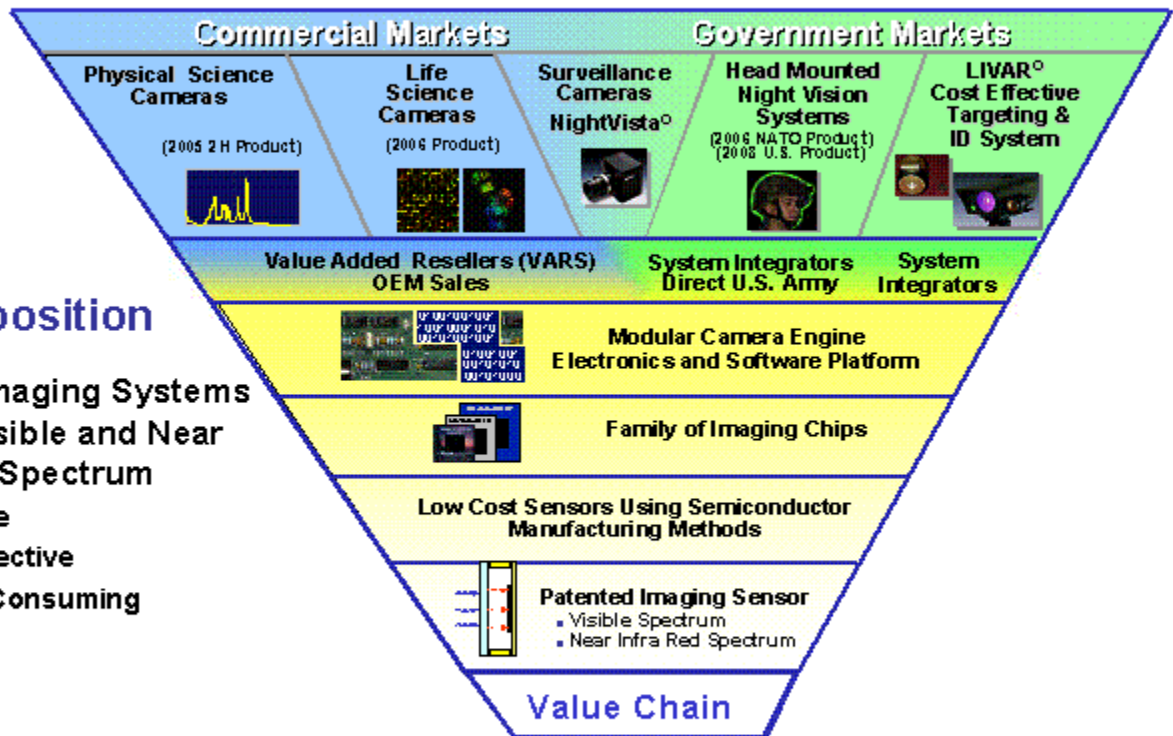 Commercial Markets
Government Markets
Physical Science
Cameras
(2005 2H Product)
Life
Science
Cameras
(2006 Product)
Surveillance
Cameras
NightVista
Head Mounted
Night Vision
Systems
(2006 NATO Product)
(2008 U.S. Product)
LIVAR
Cost Effective
Targeting &
ID System
Value Added Resellers (VARS)
OEM Sales
System Integrators
Direct U.S. Army
System
Integrators
position
maging Systems
sible and Near
Spectrum
e
ective
Consuming
Modular Camera Engine
Electronics and Software Platform
Family of Imaging Chips
Low Cost Sensors Using Semiconductor
Manufacturing Methods
Patented Imaging Sensor
▪ Visible Spectrum
▪ Near Infra Red Spectrum
Value Chain